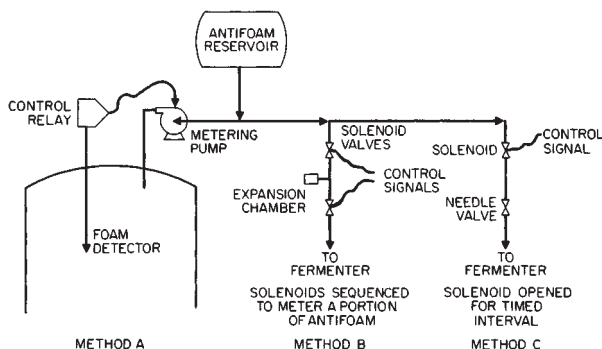 ANTIFOAM
RESERVOIR
CONTROL
RELAY
METERING
PUMP
SOLENOID
VALVES
CONTROL
SIGNAL
SOLENOID
CONTROL
SIGNALS
EXPANSION
CHAMBER
NEEDLE
VALVE
FOAM
DETECTOR
TO
FERMENTER
TO
FERMENTER
SOLENOIDS SEQUENCED
TO METER A PORTION
OF ANTIFOAM
SOLENOID OPENED
FOR TIMED
INTERVAL
METHOD A
METHOD B
METHOD C